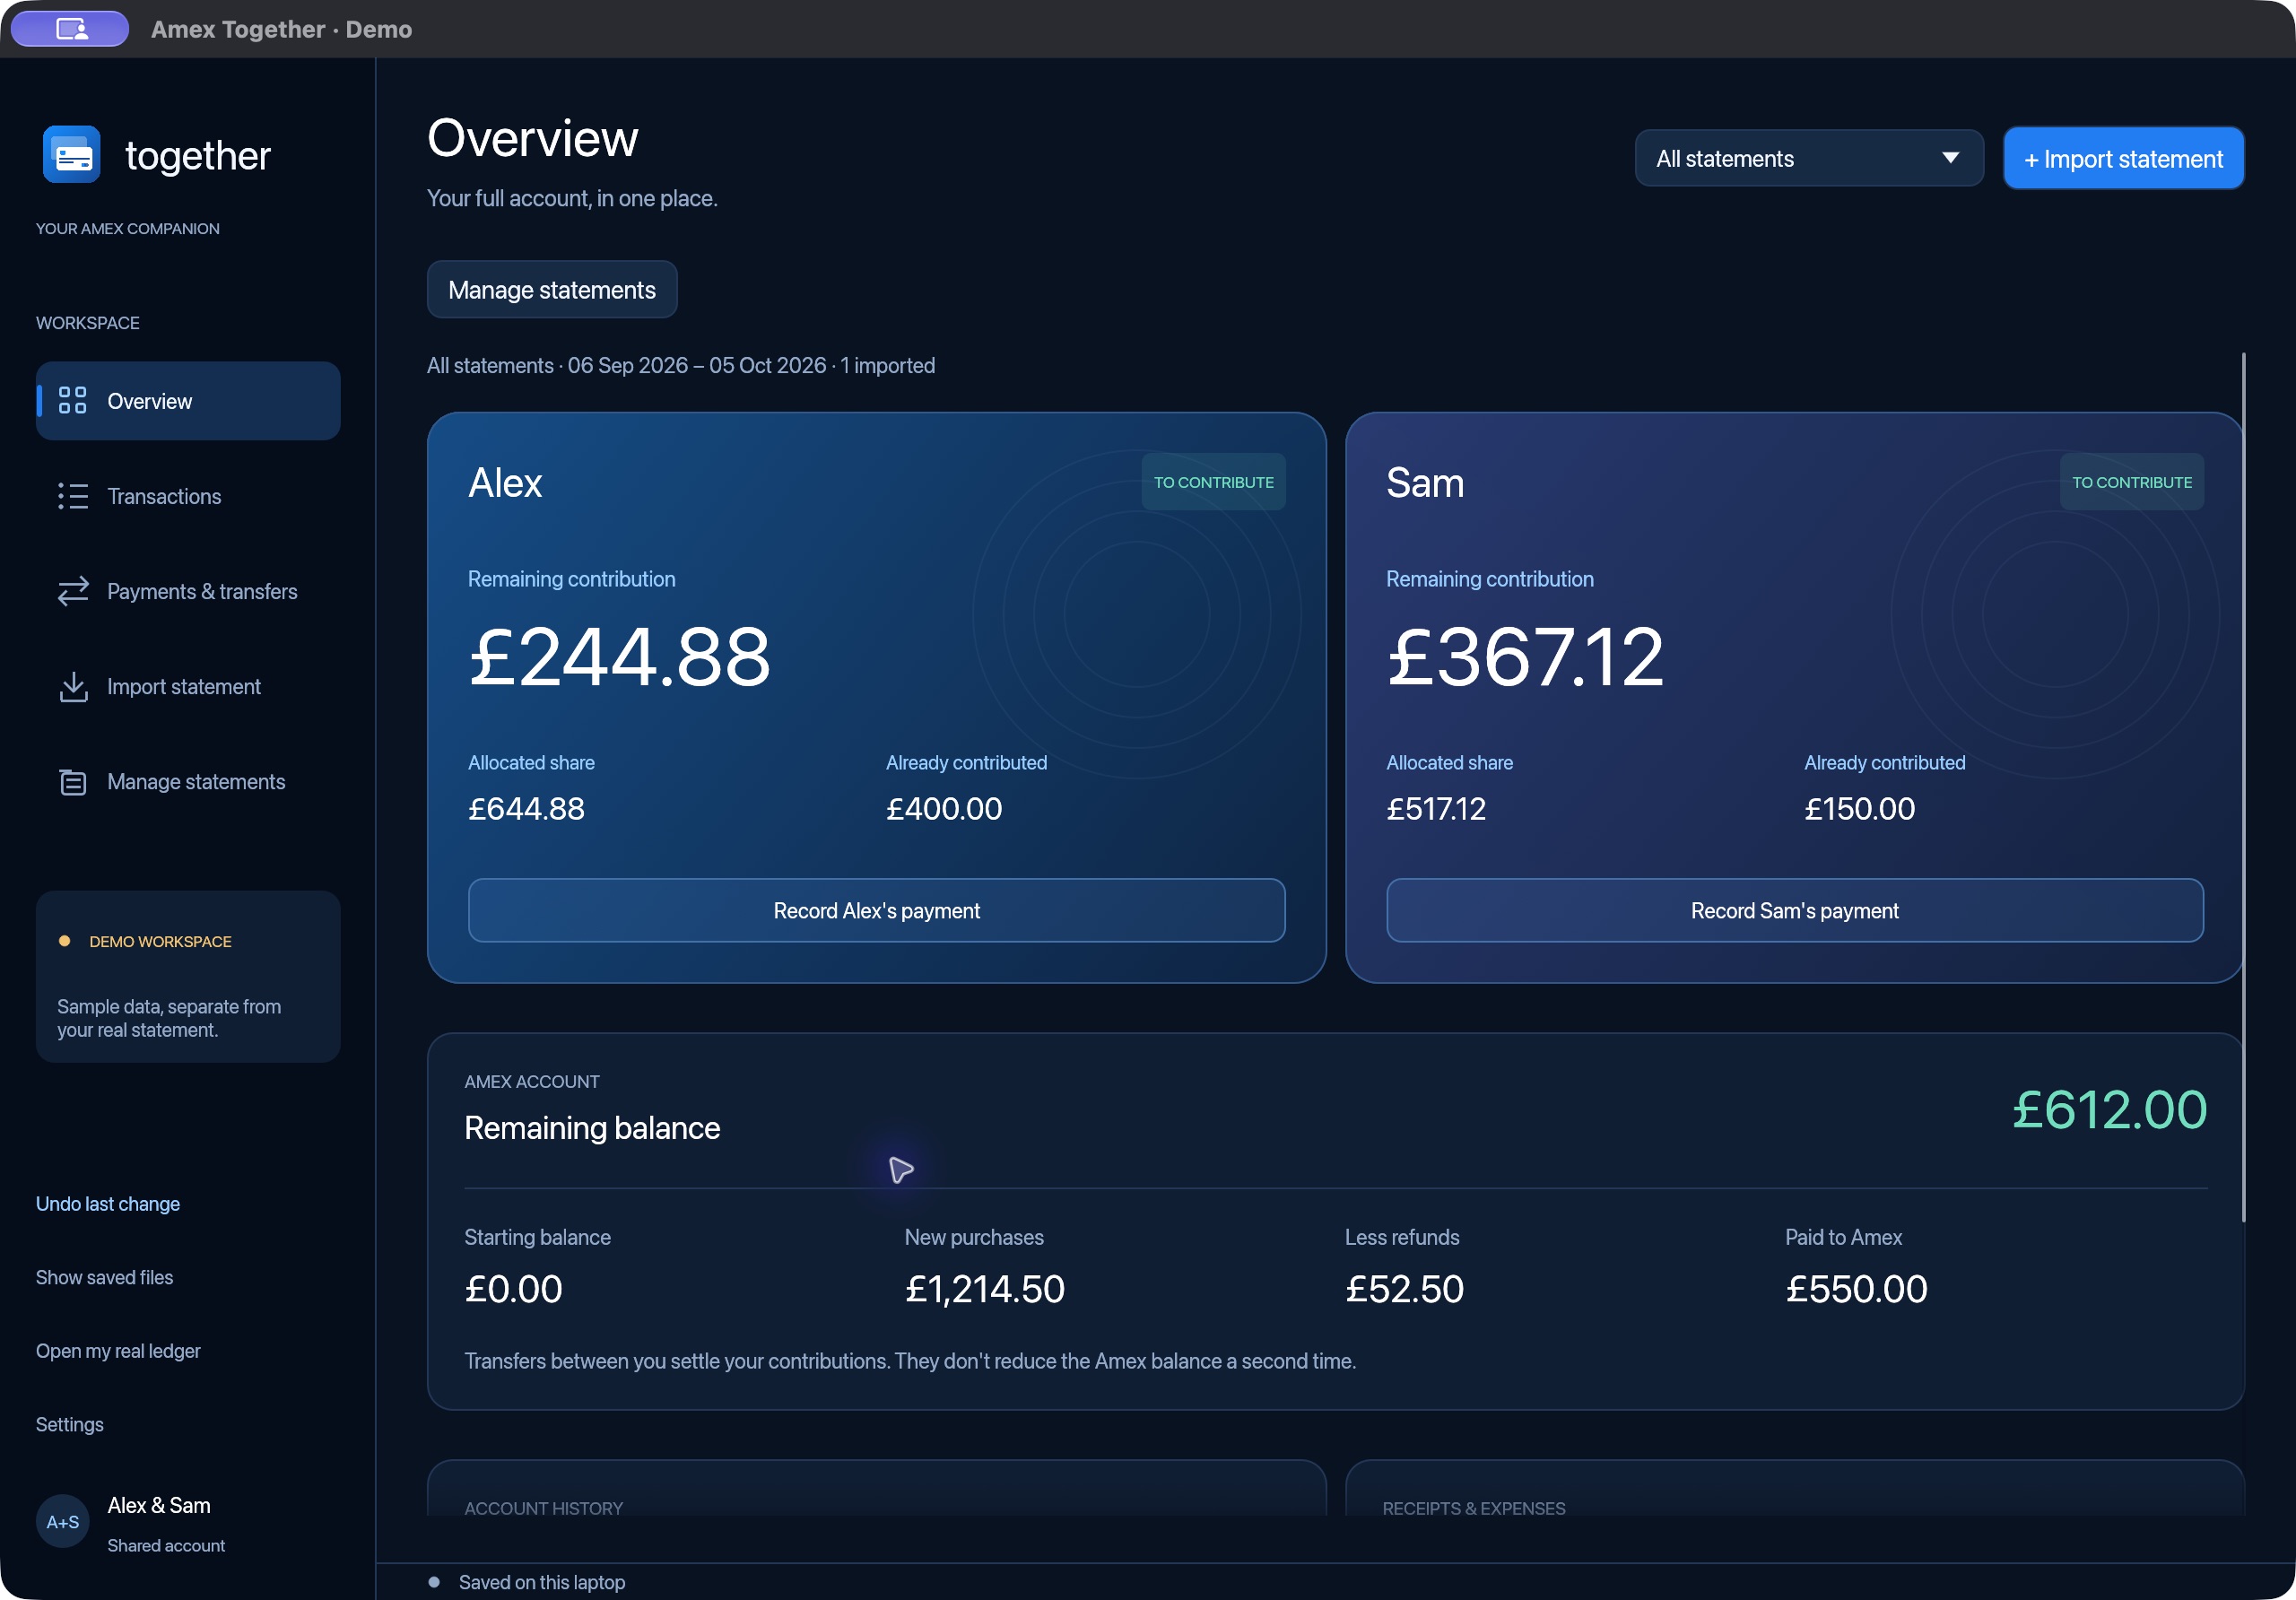 Amex Together · Demo
together
YOUR AMEX COMPANION
WORKSPACE
Overview
Transactions
Payments & transfers
Import statement
Manage statements
DEMO WORKSPACE
Sample data, separate from
your real statement.
Undo last change
Show saved files
Open my real ledger
Settings
A+S
Alex & Sam
Shared account
Overview
Your full account, in one place.
All statements
+ Import statement
Manage statements
All statements · 06 Sep 2026 – 05 Oct 2026 · 1 imported
Alex
TO CONTRIBUTE
Remaining contribution
£244.88
Allocated share
Already contributed
£644.88
£400.00
Record Alex's payment
Sam
TO CONTRIBUTE
Remaining contribution
£367.12
Allocated share
Already contributed
£517.12
£150.00
Record Sam's payment
AMEX ACCOUNT
Remaining balance
£612.00
Starting balance
New purchases
Less refunds
Paid to Amex
£0.00
£1,214.50
£52.50
£550.00
Transfers between you settle your contributions. They don't reduce the Amex balance a second time.
ACCOUNT HISTORY
RECEIPTS & EXPENSES
Saved on this laptop